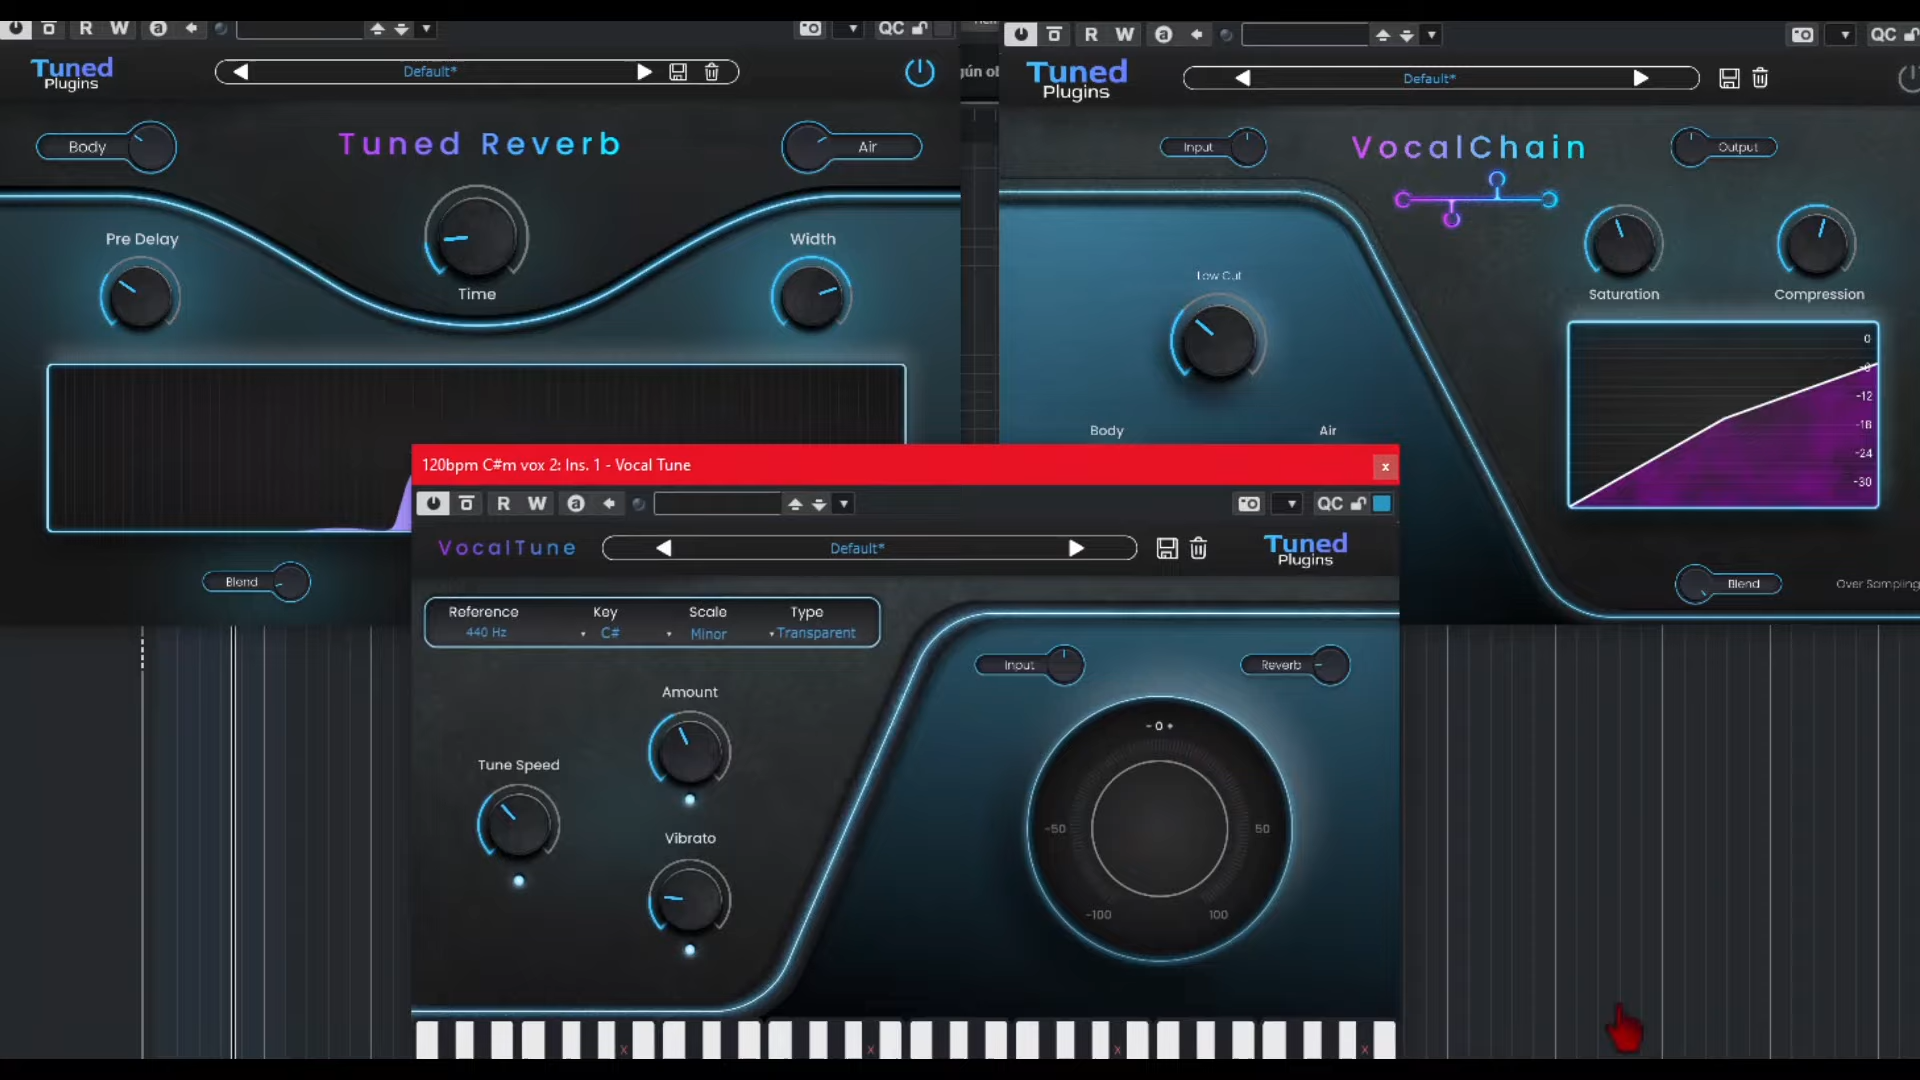 R W a QC
Tuned
Plugins
Default*
Body
Tuned Reverb
Air
Pre Delay
Time
Width
Blend
gún ob
R W a QC
Tuned
Plugins
Default*
Input
VocalChain
Output
Low Cut
Saturation
Compression
Body
Air
0
-6
-12
-18
-24
-30
Blend
Over Sampling
120bpm C#m vox 2: Ins. 1 - Vocal Tune
x
R W a QC
VocalTune
Default*
Tuned
Plugins
Reference
Key
Scale
Type
440 Hz
C#
Minor
Transparent
Input
Reverb
Amount
Tune Speed
Vibrato
- 0 +
-50
50
-100
100
x x x x